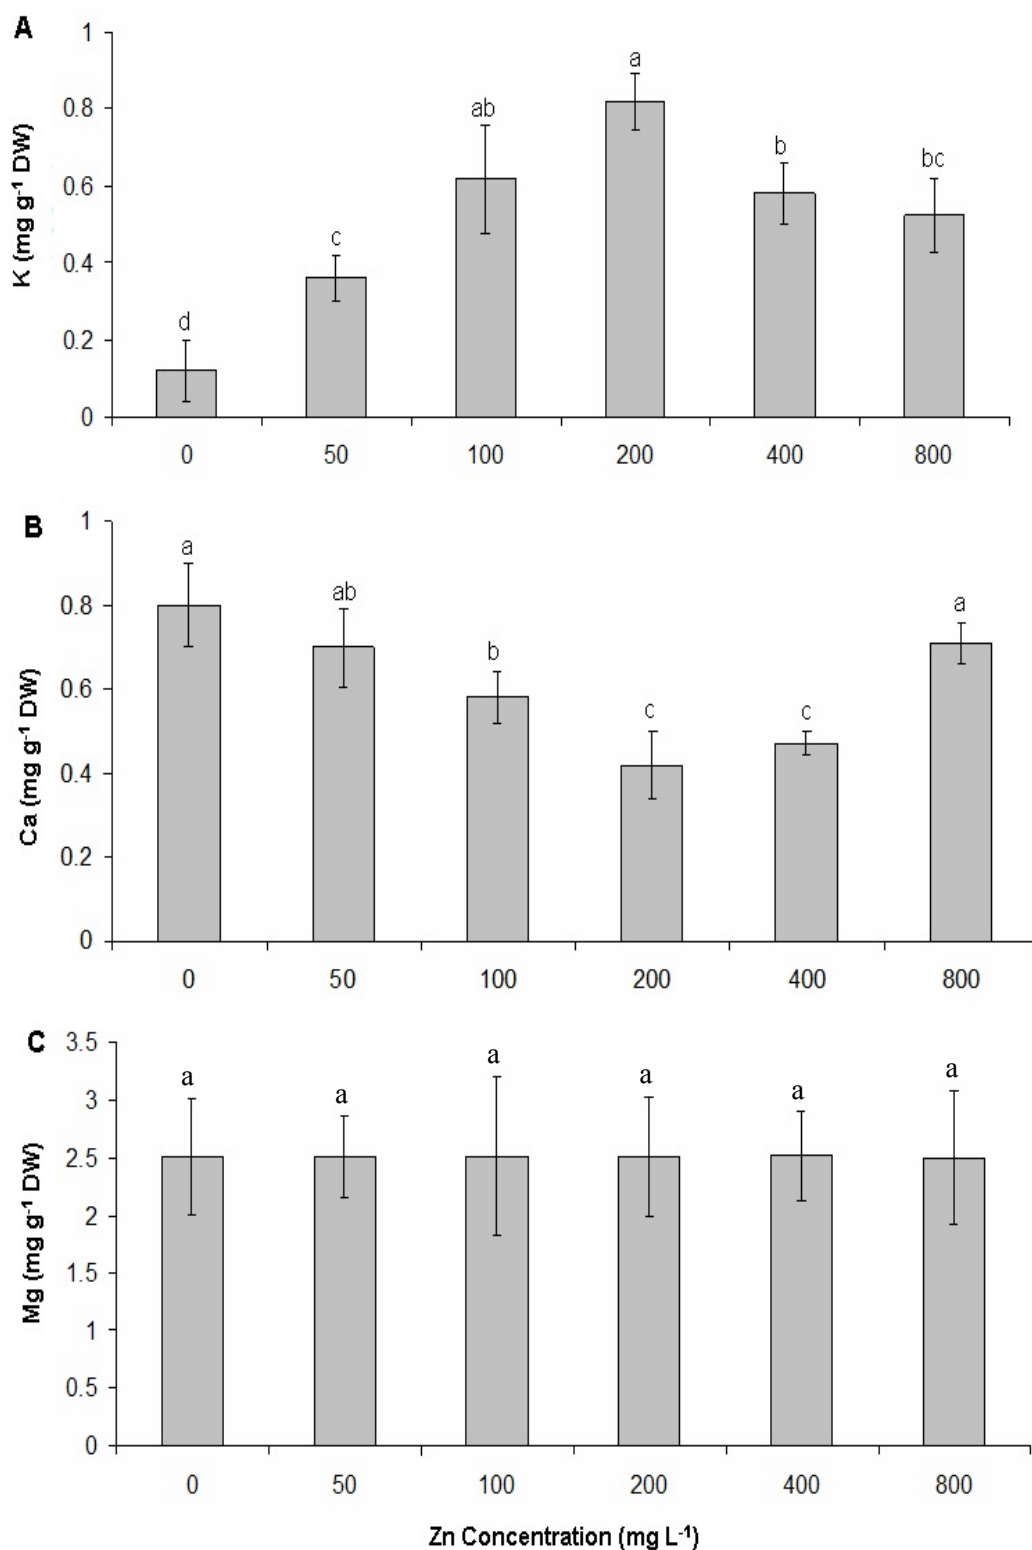 A
K (mg g⁻¹ DW)
1
0.8
0.6
0.4
0.2
0
d
c
ab
a
b
bc
0 50 100 200 400 800
B
Ca (mg g⁻¹ DW)
1
0.8
0.6
0.4
0.2
0
a
ab
b
c
c
a
0 50 100 200 400 800
C
Mg (mg g⁻¹ DW)
3.5
3
2.5
2
1.5
1
0.5
0
a
a
a
a
a
a
0 50 100 200 400 800
Zn Concentration (mg L⁻¹)